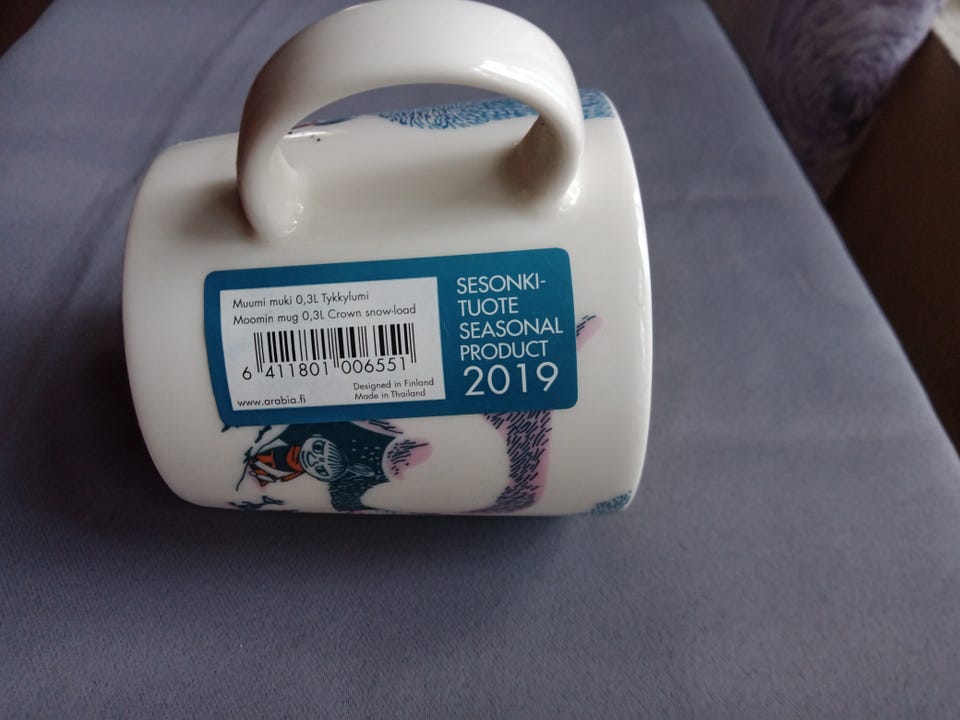 Muumi muki 0,3L Tykkylumi
Moomin mug 0,3L Crown snow-load
6 411801 006551
Designed in Finland
Made in Thailand
www.arabia.fi
SESONKI-
TUOTE
SEASONAL
PRODUCT
2019